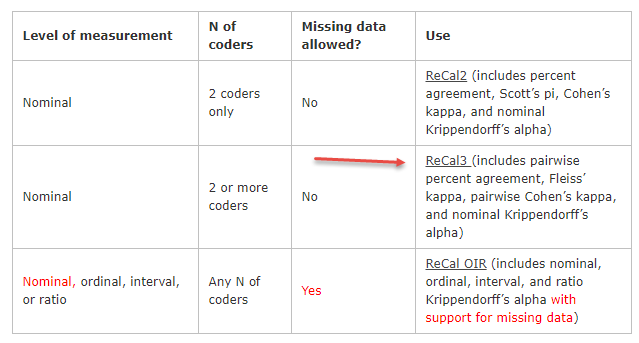 Level of measurement
N of
coders
Missing data
allowed?
Use
Nominal
2 coders
only
No
ReCal2 (includes percent
agreement, Scott’s pi, Cohen’s
kappa, and nominal
Krippendorff’s alpha)
Nominal
2 or more
coders
No
ReCal3 (includes pairwise
percent agreement, Fleiss’
kappa, pairwise Cohen’s kappa,
and nominal Krippendorff’s
alpha)
Nominal, ordinal, interval,
or ratio
Any N of
coders
Yes
ReCal OIR (includes nominal,
ordinal, interval, and ratio
Krippendorff’s alpha with
support for missing data)